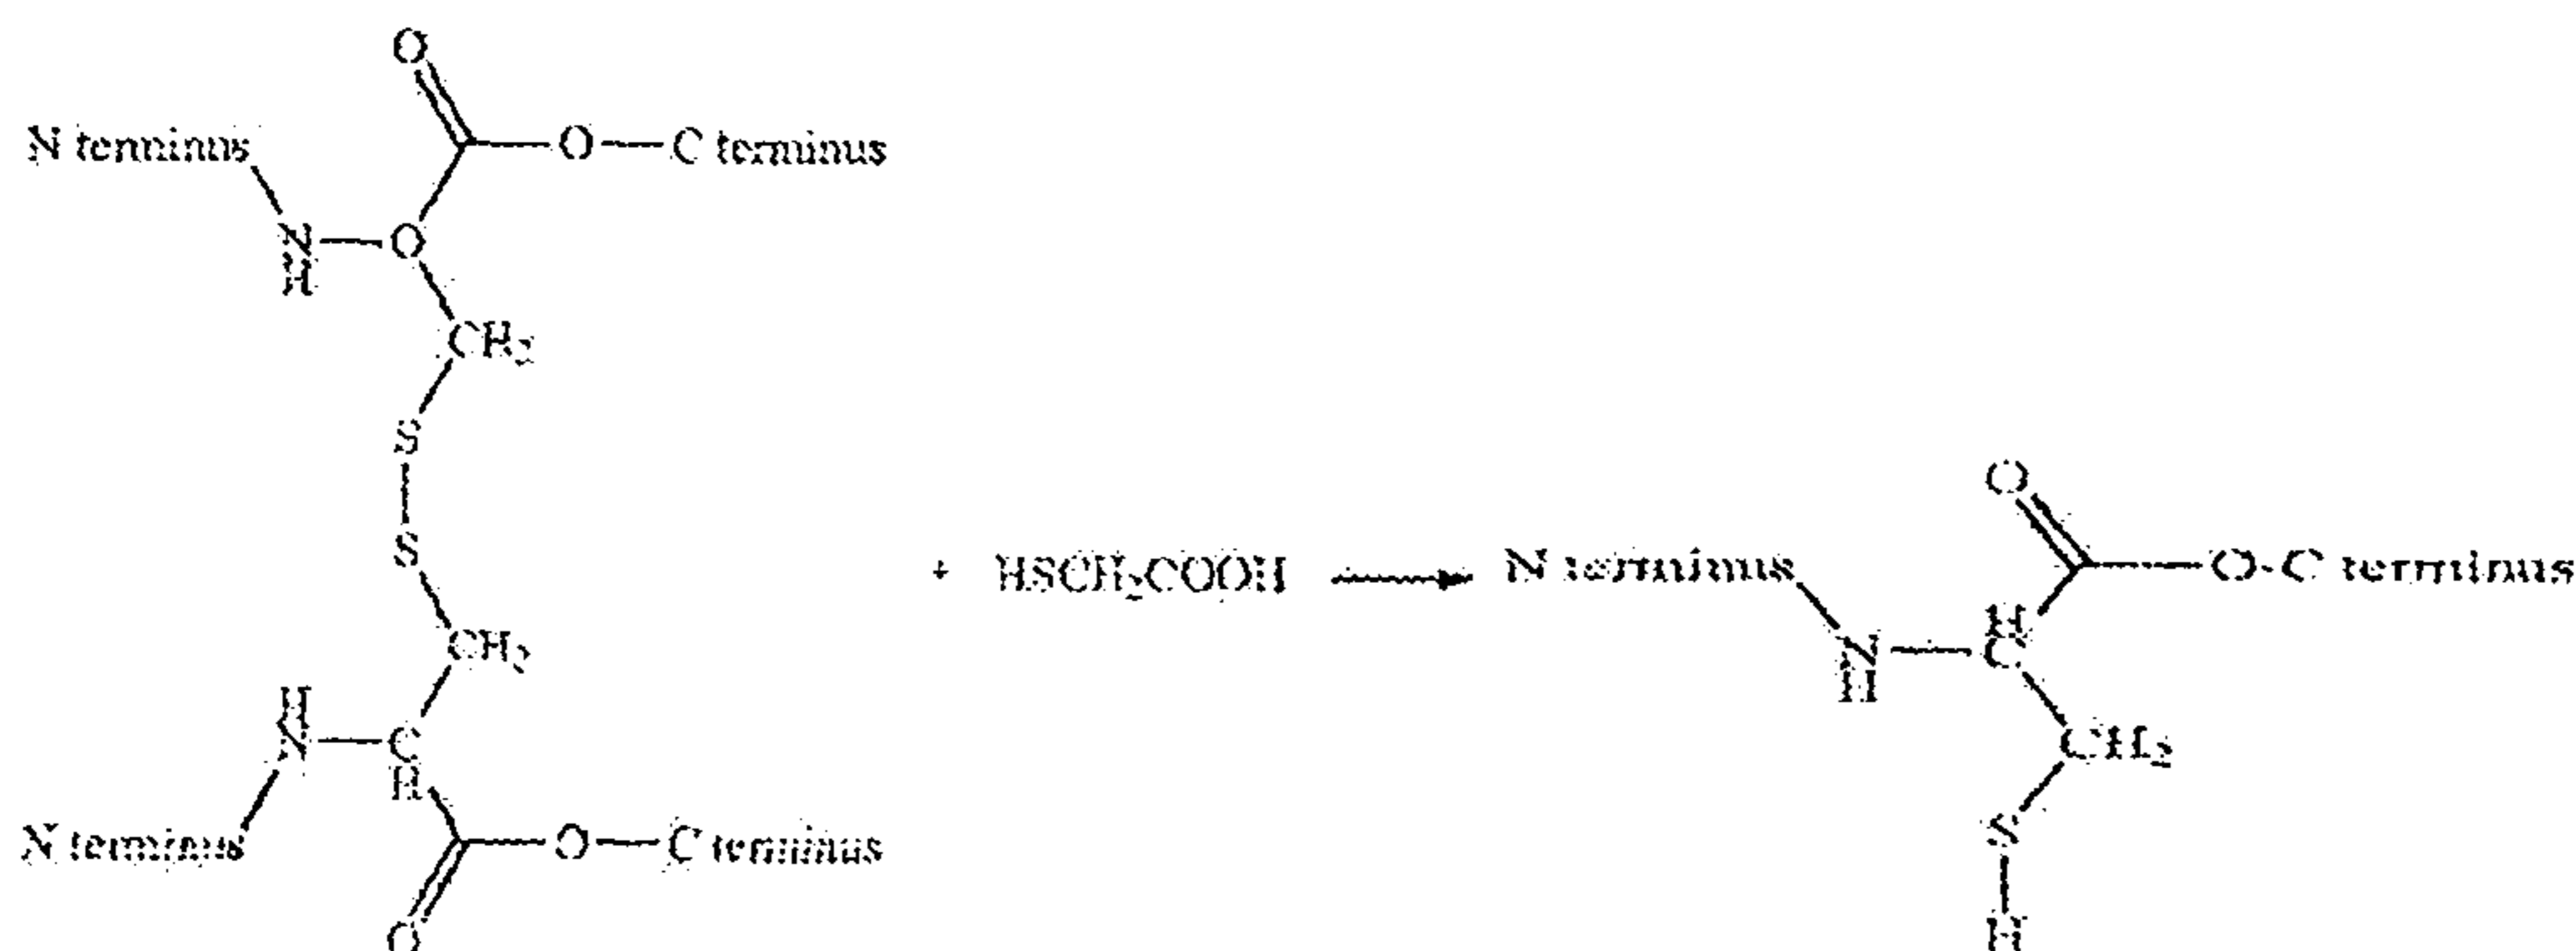 O
N terminus O C terminus
N O
H
CH₂
S
S
+ HSCH₂COOH
CH₂
H
N C
H
N terminus O C terminus
O
O
N terminus O C terminus
H
N C
H
CH₂
S
H